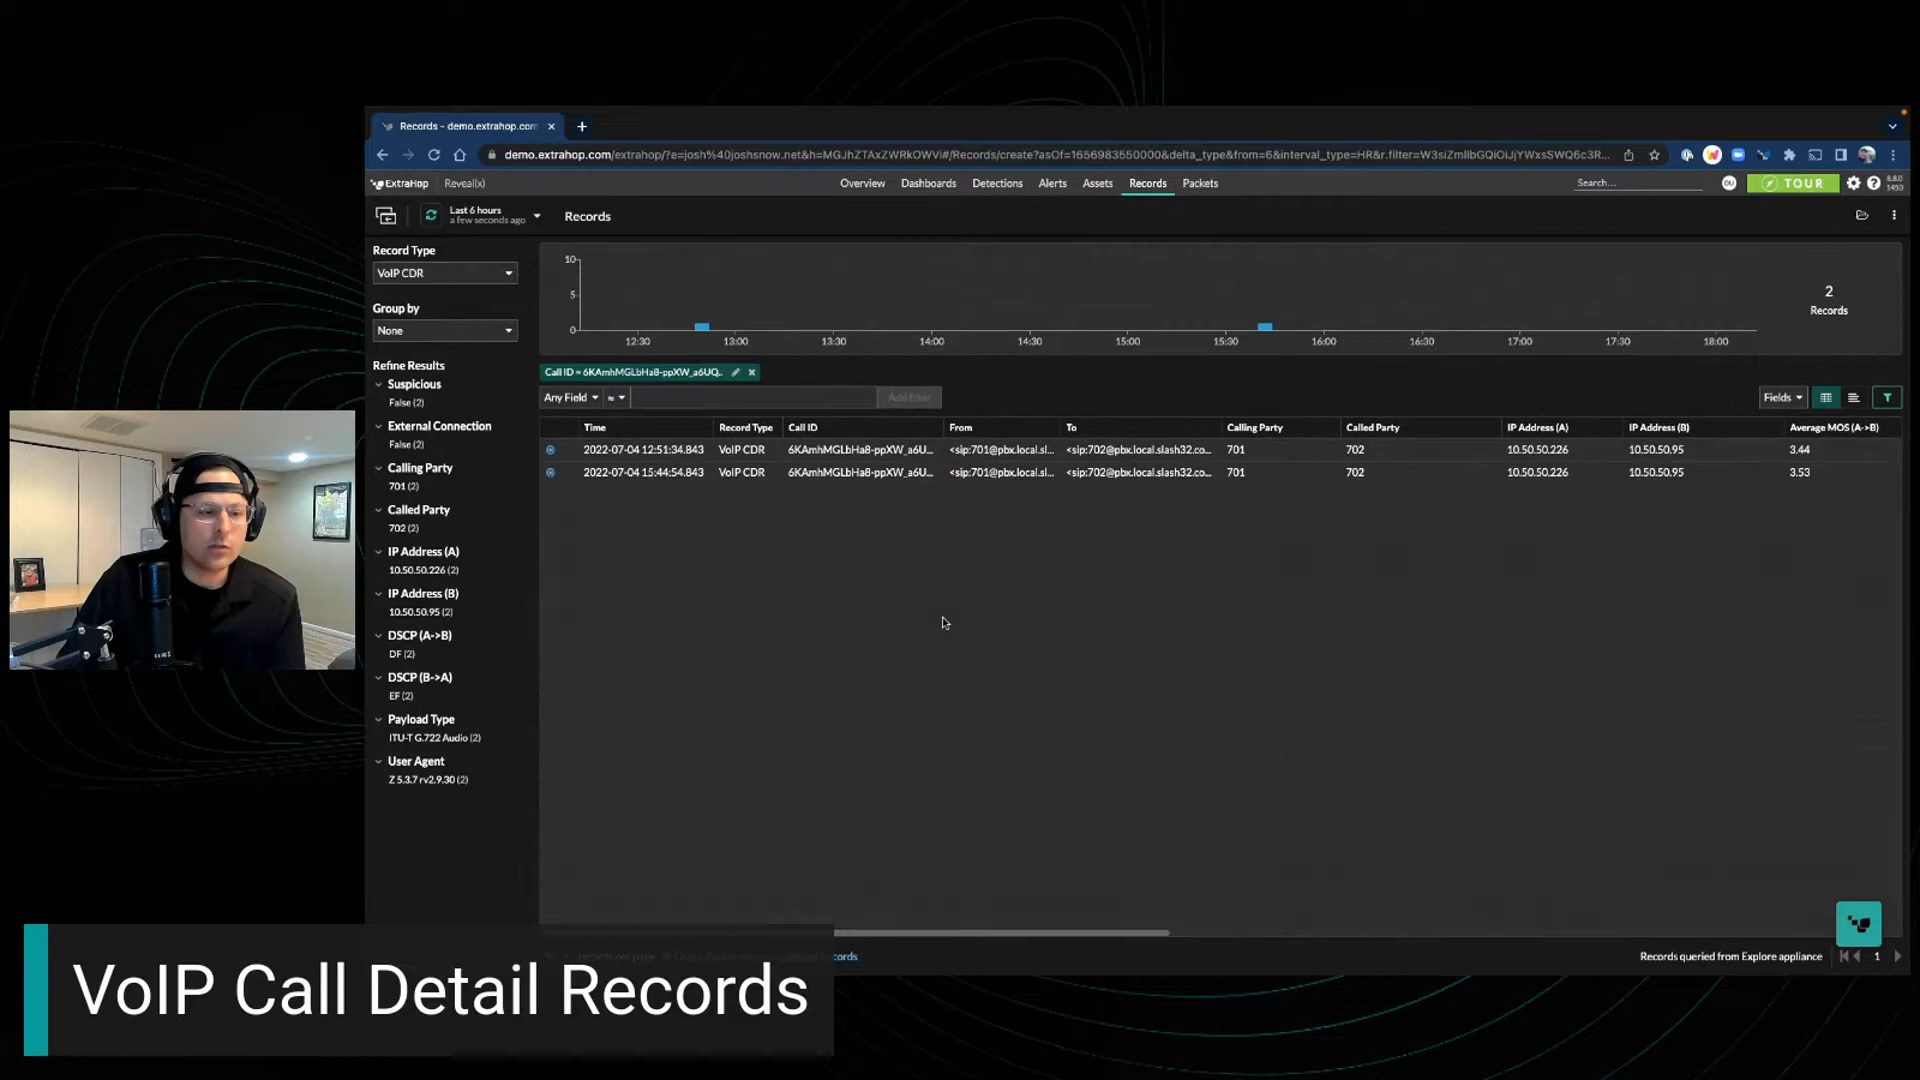 Records - demo.extrahop.com
demo.extrahop.com/extrahop/?e=josh%40joshsnow.net&h=MGJhZTAxZWRkOWVi#/Records/create?asOf=1656983550000&delta_type&from=6&interval_type=HR&r.filter=W3siZmllbGQiOiJjYWxsSWQ6c3R...
ExtraHop Reveal(x)
Overview Dashboards Detections Alerts Assets Records Packets
Search...
DU
TOUR
8.8.0
1450
Last 6 hours
a few seconds ago
Records
Record Type
VoIP CDR
Group by
None
Refine Results
Suspicious
False (2)
External Connection
False (2)
Calling Party
701 (2)
Called Party
702 (2)
IP Address (A)
10.50.50.226 (2)
IP Address (B)
10.50.50.95 (2)
DSCP (A->B)
DF (2)
DSCP (B->A)
EF (2)
Payload Type
ITU-T G.722 Audio (2)
User Agent
Z 5.3.7 rv2.9.30 (2)
10
5
0
12:30 13:00 13:30 14:00 14:30 15:00 15:30 16:00 16:30 17:00 17:30 18:00
2
Records
Call ID = 6KAmhMGLbHa8-ppXW_a6UQ..
Any Field ≈ Add filter
Fields
Time Record Type Call ID From To Calling Party Called Party IP Address (A) IP Address (B) Average MOS (A->B)
2022-07-04 12:51:34.843 VoIP CDR 6KAmhMGLbHa8-ppXW_a6U... <sip:701@pbx.local.sl... <sip:702@pbx.local.slash32.co... 701 702 10.50.50.226 10.50.50.95 3.44
2022-07-04 15:44:54.843 VoIP CDR 6KAmhMGLbHa8-ppXW_a6U... <sip:701@pbx.local.sl... <sip:702@pbx.local.slash32.co... 701 702 10.50.50.226 10.50.50.95 3.53
Records queried from Explore appliance 1
VoIP Call Detail Records